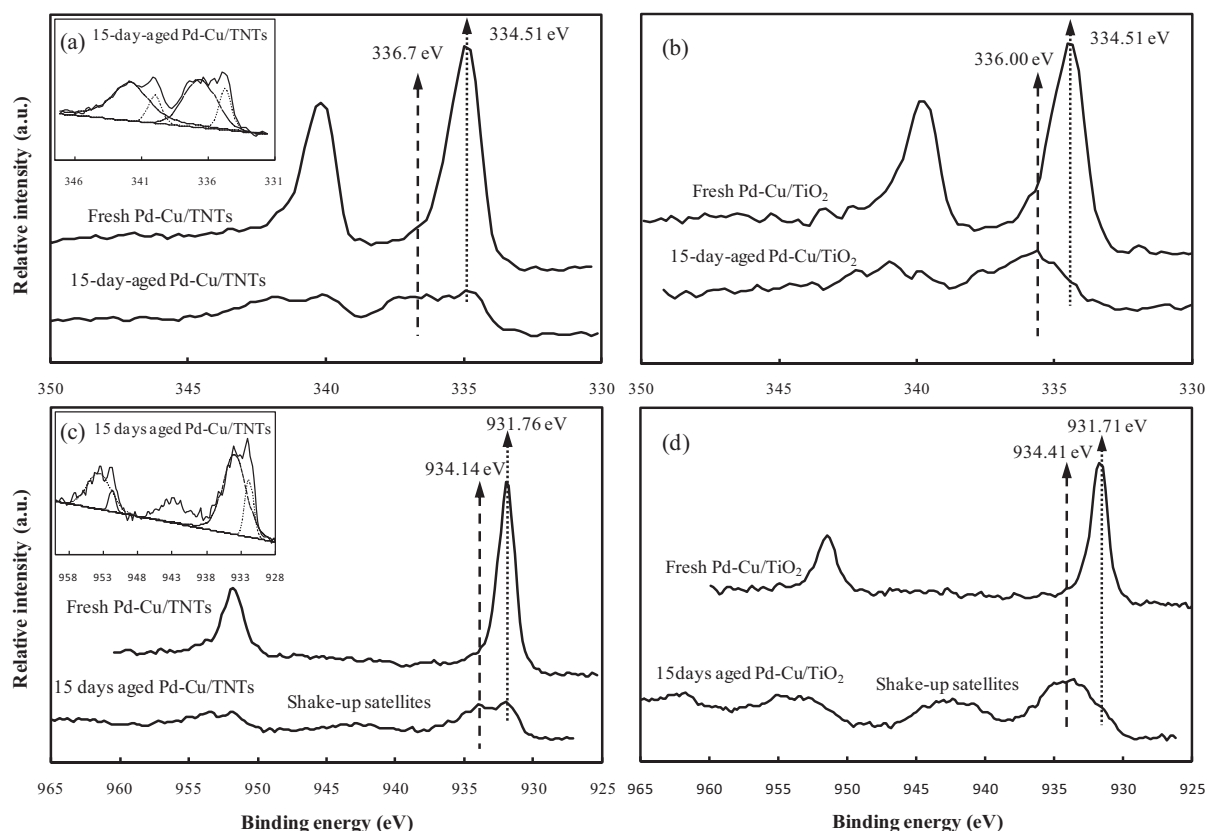 (a)
15-day-aged Pd-Cu/TNTs
346 341 336 331
336.7 eV
334.51 eV
Fresh Pd-Cu/TNTs
15-day-aged Pd-Cu/TNTs
350 345 340 335 330
Relative intensity (a.u.)
(b)
336.00 eV
334.51 eV
Fresh Pd-Cu/TiO2
15-day-aged Pd-Cu/TiO2
350 345 340 335 330
(c)
15 days aged Pd-Cu/TNTs
958 953 948 943 938 933 928
931.76 eV
934.14 eV
Fresh Pd-Cu/TNTs
15 days aged Pd-Cu/TNTs
Shake-up satellites
965 960 955 950 945 940 935 930 925
Relative intensity (a.u.)
Binding energy (eV)
(d)
931.71 eV
934.41 eV
Fresh Pd-Cu/TiO2
15days aged Pd-Cu/TiO2
Shake-up satellites
965 960 955 950 945 940 935 930 925
Binding energy (eV)